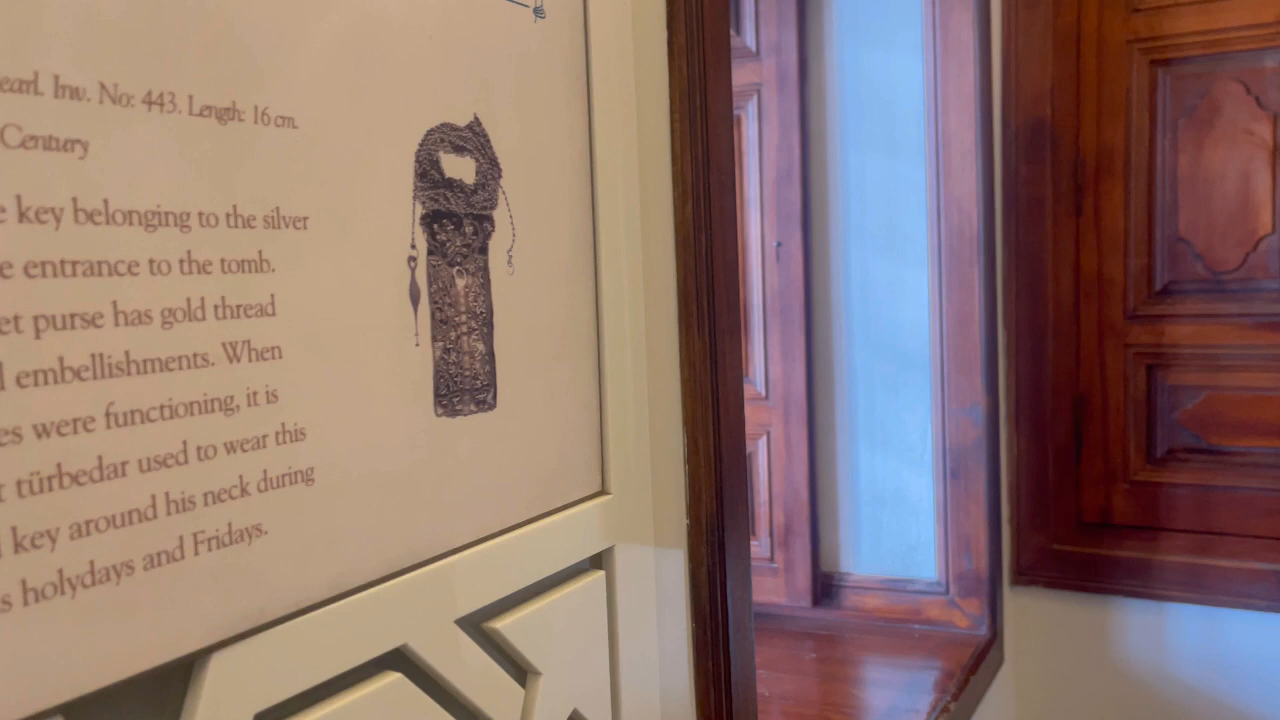 earl. Inv. No: 443. Length: 16 cm.
Century
key belonging to the silver
entrance to the tomb.
et purse has gold thread
embellishments. When
es were functioning, it is
türbedar used to wear this
key around his neck during
s holydays and Fridays.